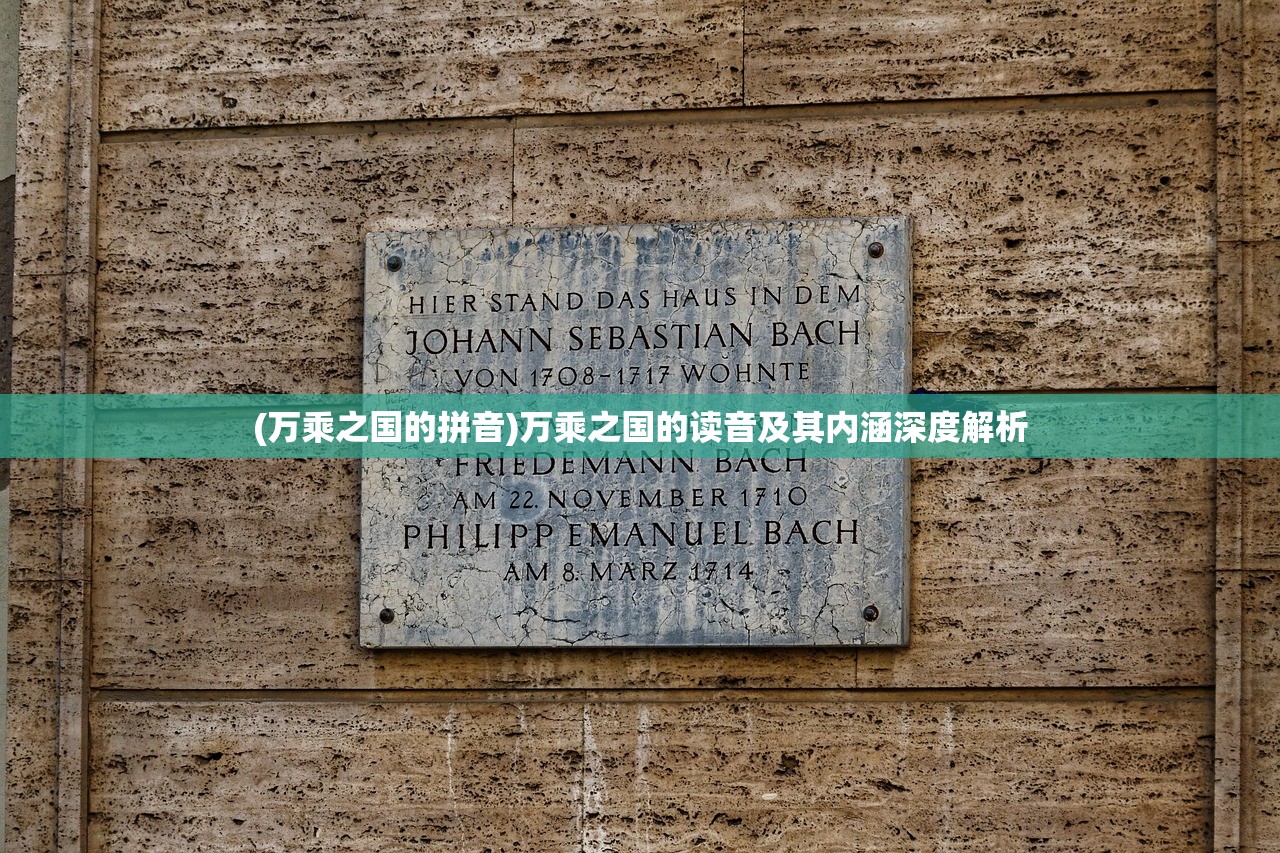 HIER STAND DAS HAUS IN DEM
JOHANN SEBASTIAN BACH
VON 1708-1717 WOHNTE
(万乘之国的拼音)万乘之国的读音及其内涵深度解析
FRIEDEMANN BACH
AM 22. NOVEMBER 1710
PHILIPP EMANUEL BACH
AM 8. MÄRZ 1714